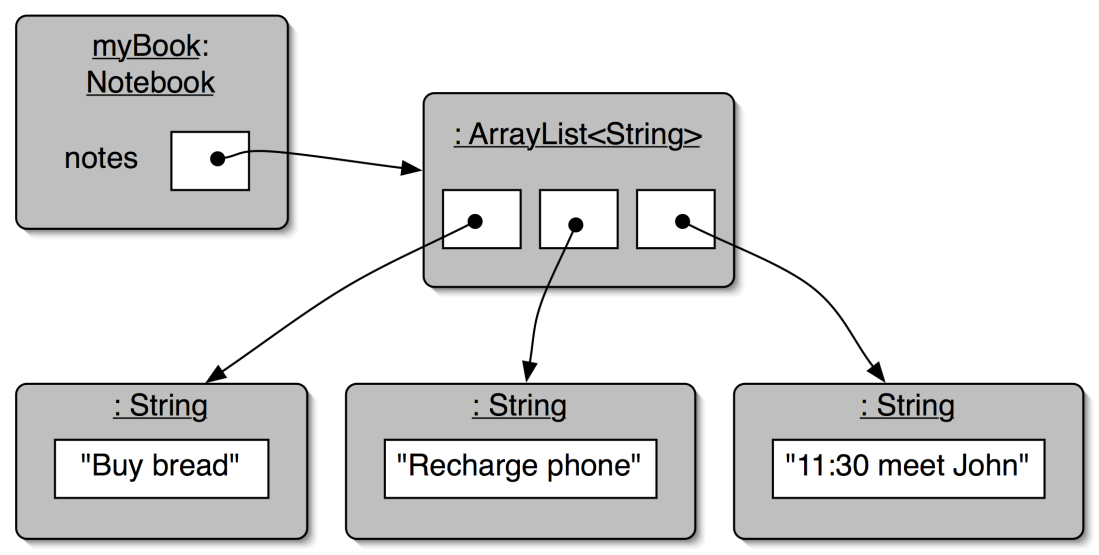 myBook:
Notebook
notes
: ArrayList<String>
: String
"Buy bread"
: String
"Recharge phone"
: String
"11:30 meet John"